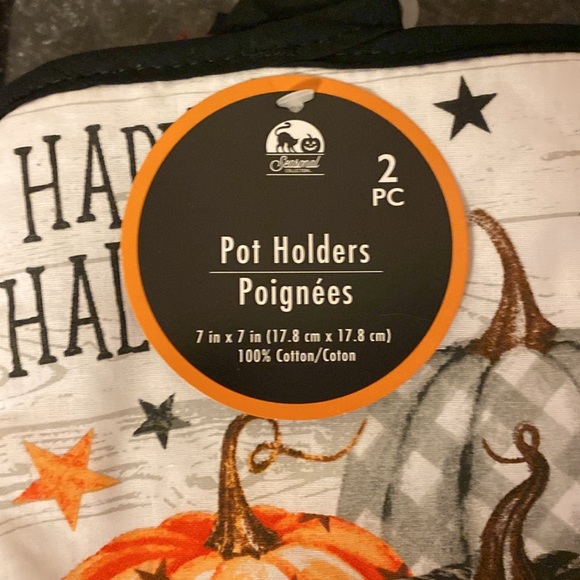 HAP
HAL
Seasonal
COLLECTION
2
PC
Pot Holders
Poignées
7 in x 7 in (17.8 cm x 17.8 cm)
100% Cotton/Coton